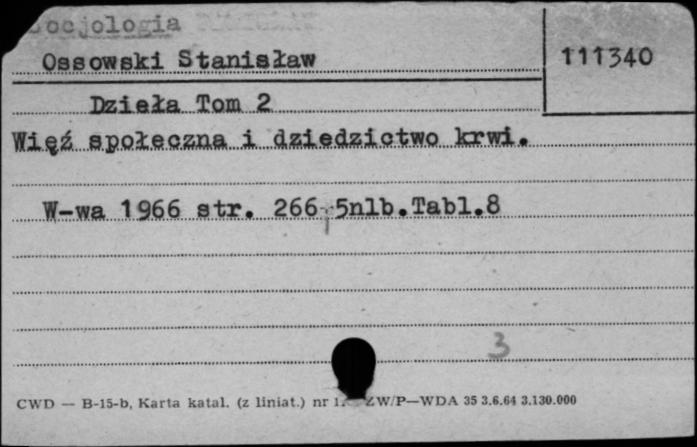 Socjologia
Ossowski Stanisław
111340
Dzieła Tom 2
Więź społeczna i dziedzictwo krwi.
W-wa 1966 str. 266 5nlb.Tabl.8
3
CWD — B-15-b, Karta katal. (z liniat.) nr 1. ZW/P—WDA 35 3.6.64 3.130.000